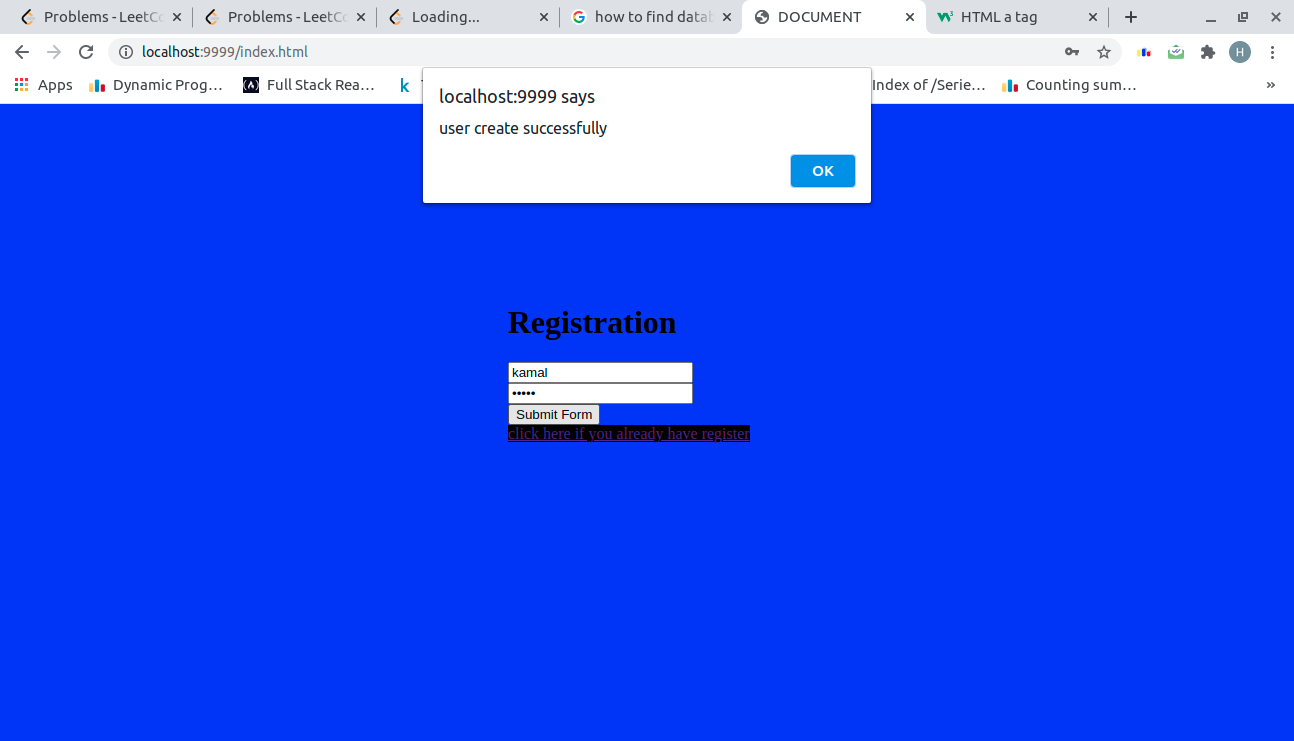 Problems - LeetCo Problems - LeetCo Loading... how to find datab DOCUMENT HTML a tag
localhost:9999/index.html H
Apps Dynamic Prog... Full Stack Rea... k Index of /Serie... Counting sum... »
localhost:9999 says
user create successfully
OK
Registration
kamal
•••••
Submit Form
click here if you already have register